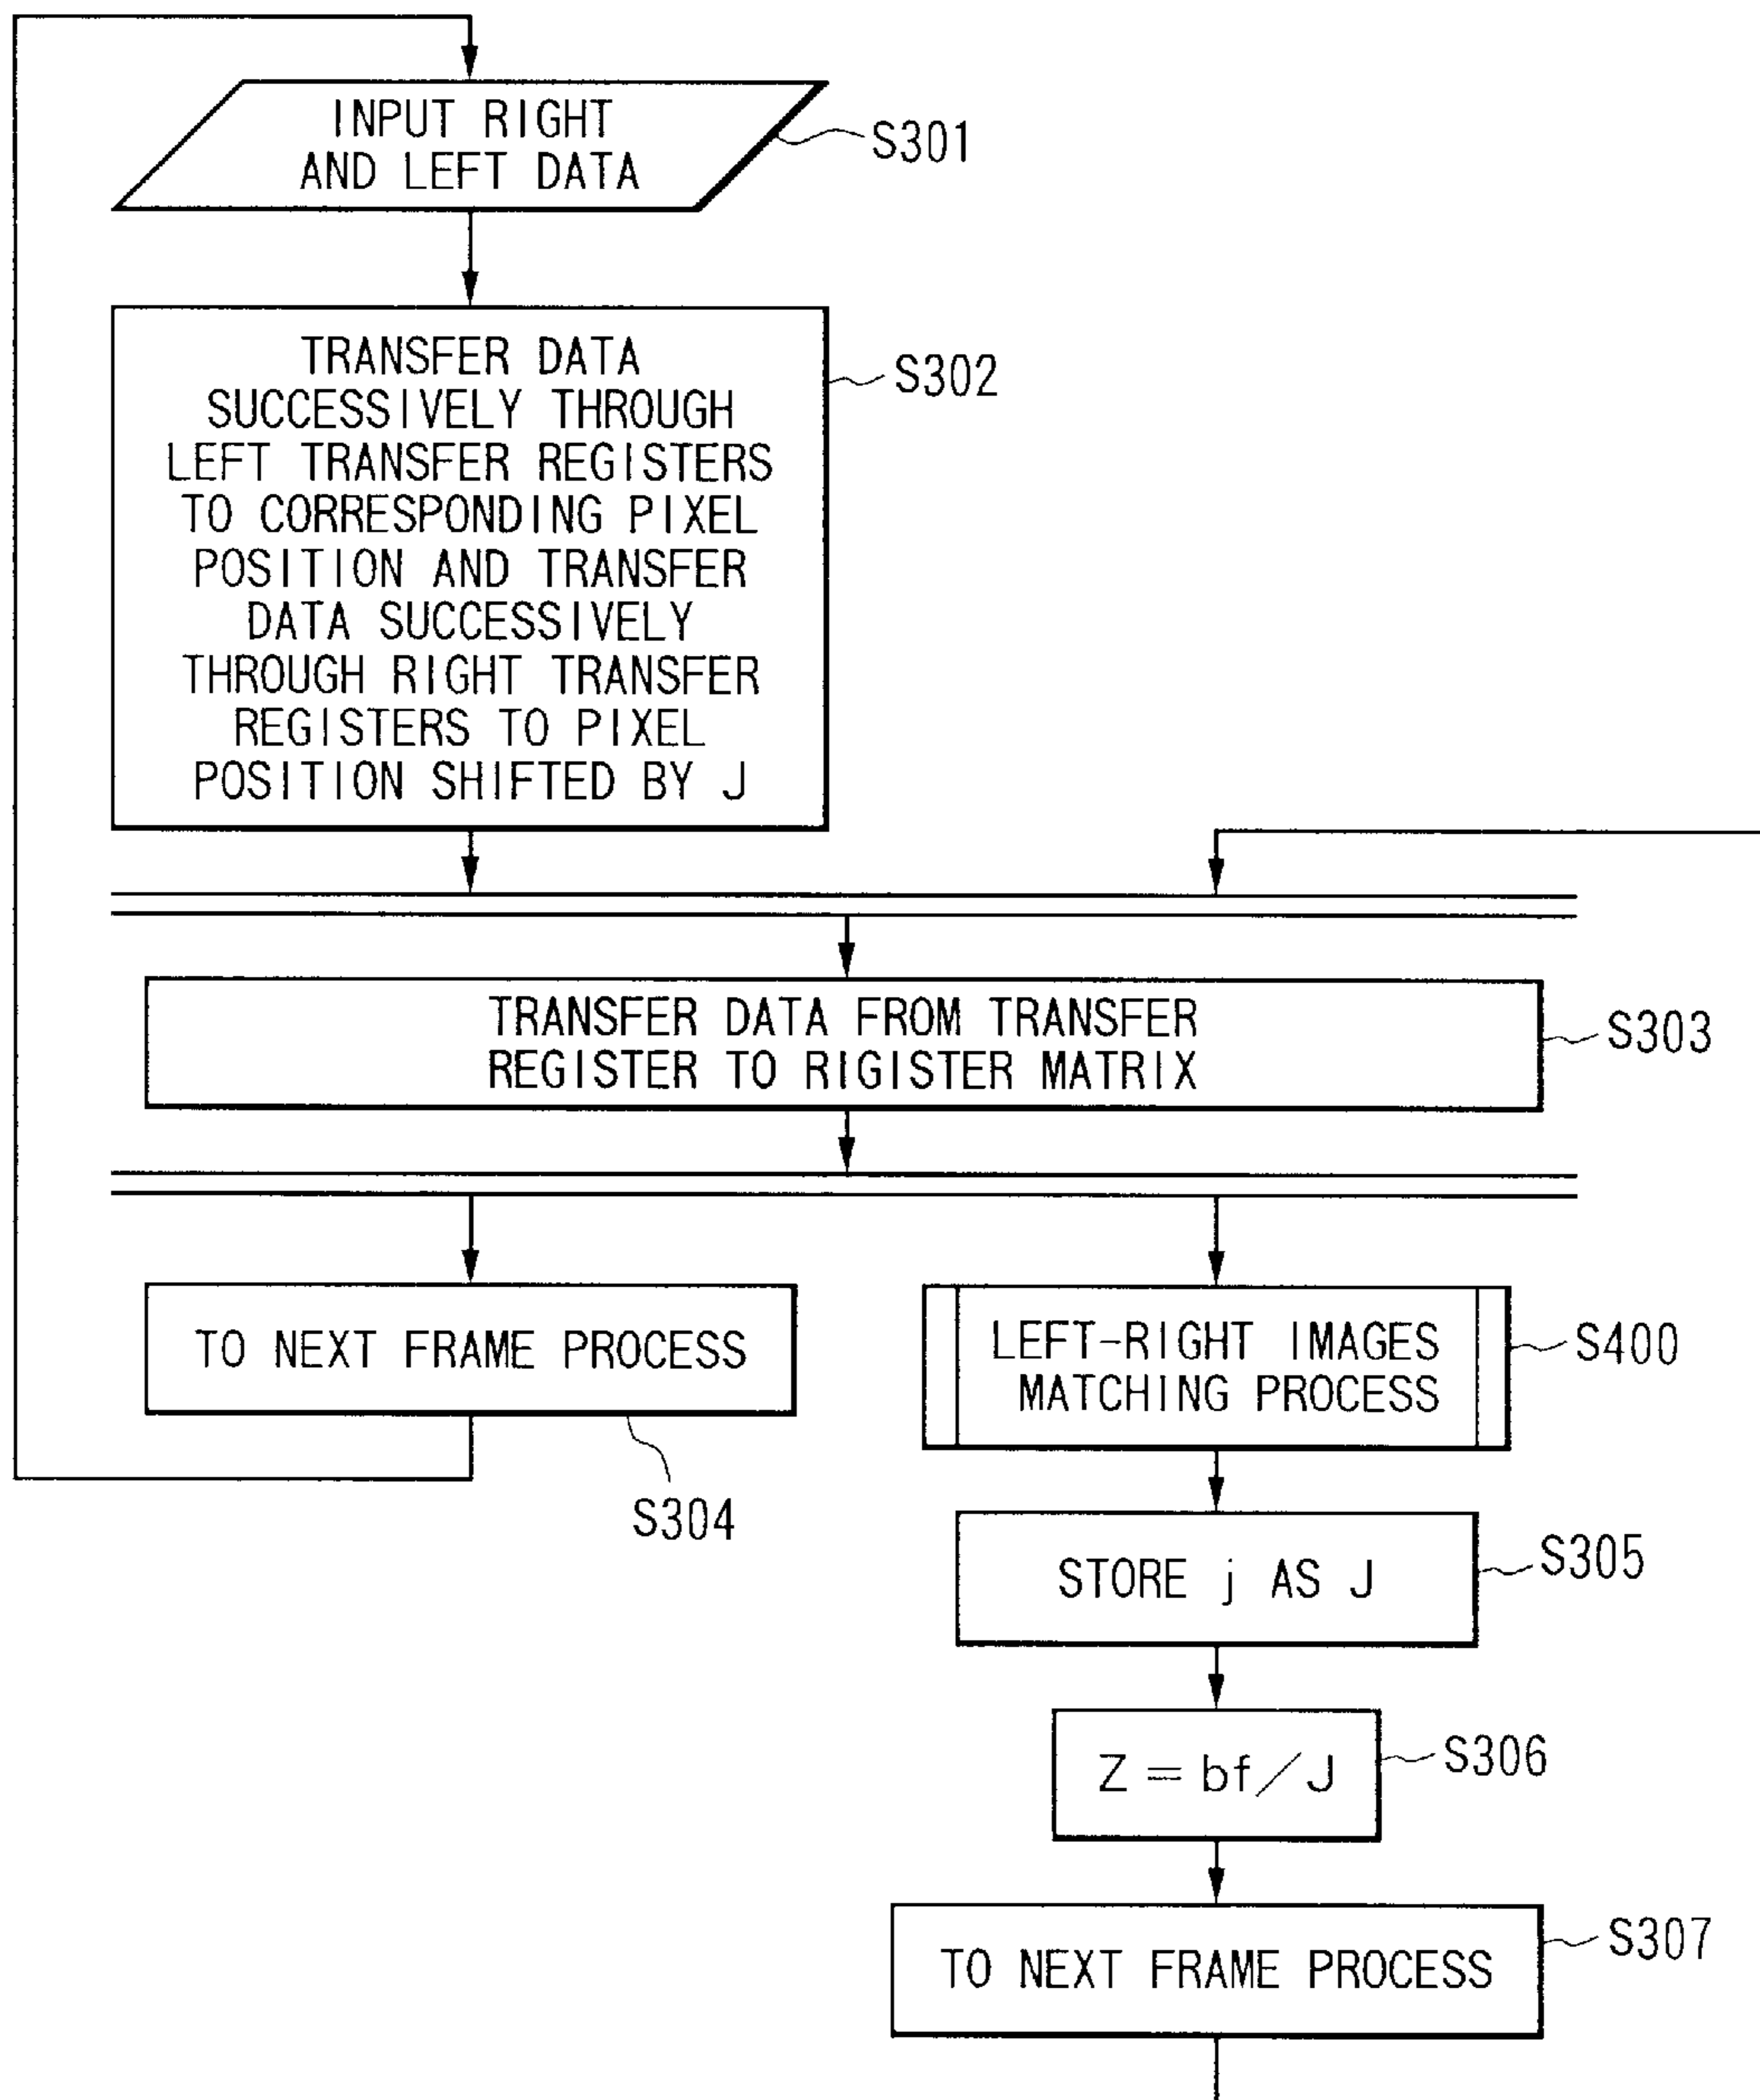 INPUT RIGHT
AND LEFT DATA
S301
TRANSFER DATA
SUCCESSIVELY THROUGH
LEFT TRANSFER REGISTERS
TO CORRESPONDING PIXEL
POSITION AND TRANSFER
DATA SUCCESSIVELY
THROUGH RIGHT TRANSFER
REGISTERS TO PIXEL
POSITION SHIFTED BY J
S302
TRANSFER DATA FROM TRANSFER
REGISTER TO RIGISTER MATRIX
S303
TO NEXT FRAME PROCESS
S304
LEFT-RIGHT IMAGES
MATCHING PROCESS
S400
STORE j AS J
S305
Z = bf/J
S306
TO NEXT FRAME PROCESS
S307